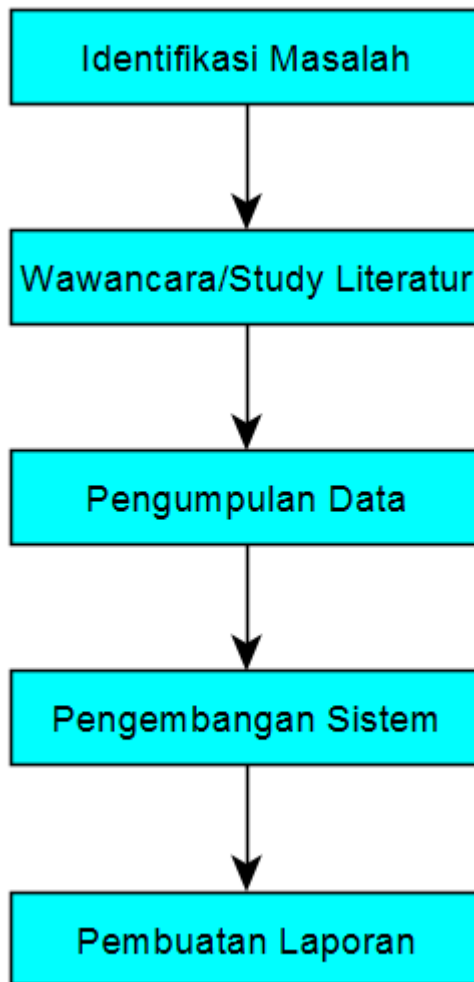 Identifikasi Masalah
Wawancara/Study Literatur
Pengumpulan Data
Pengembangan Sistem
Pembuatan Laporan